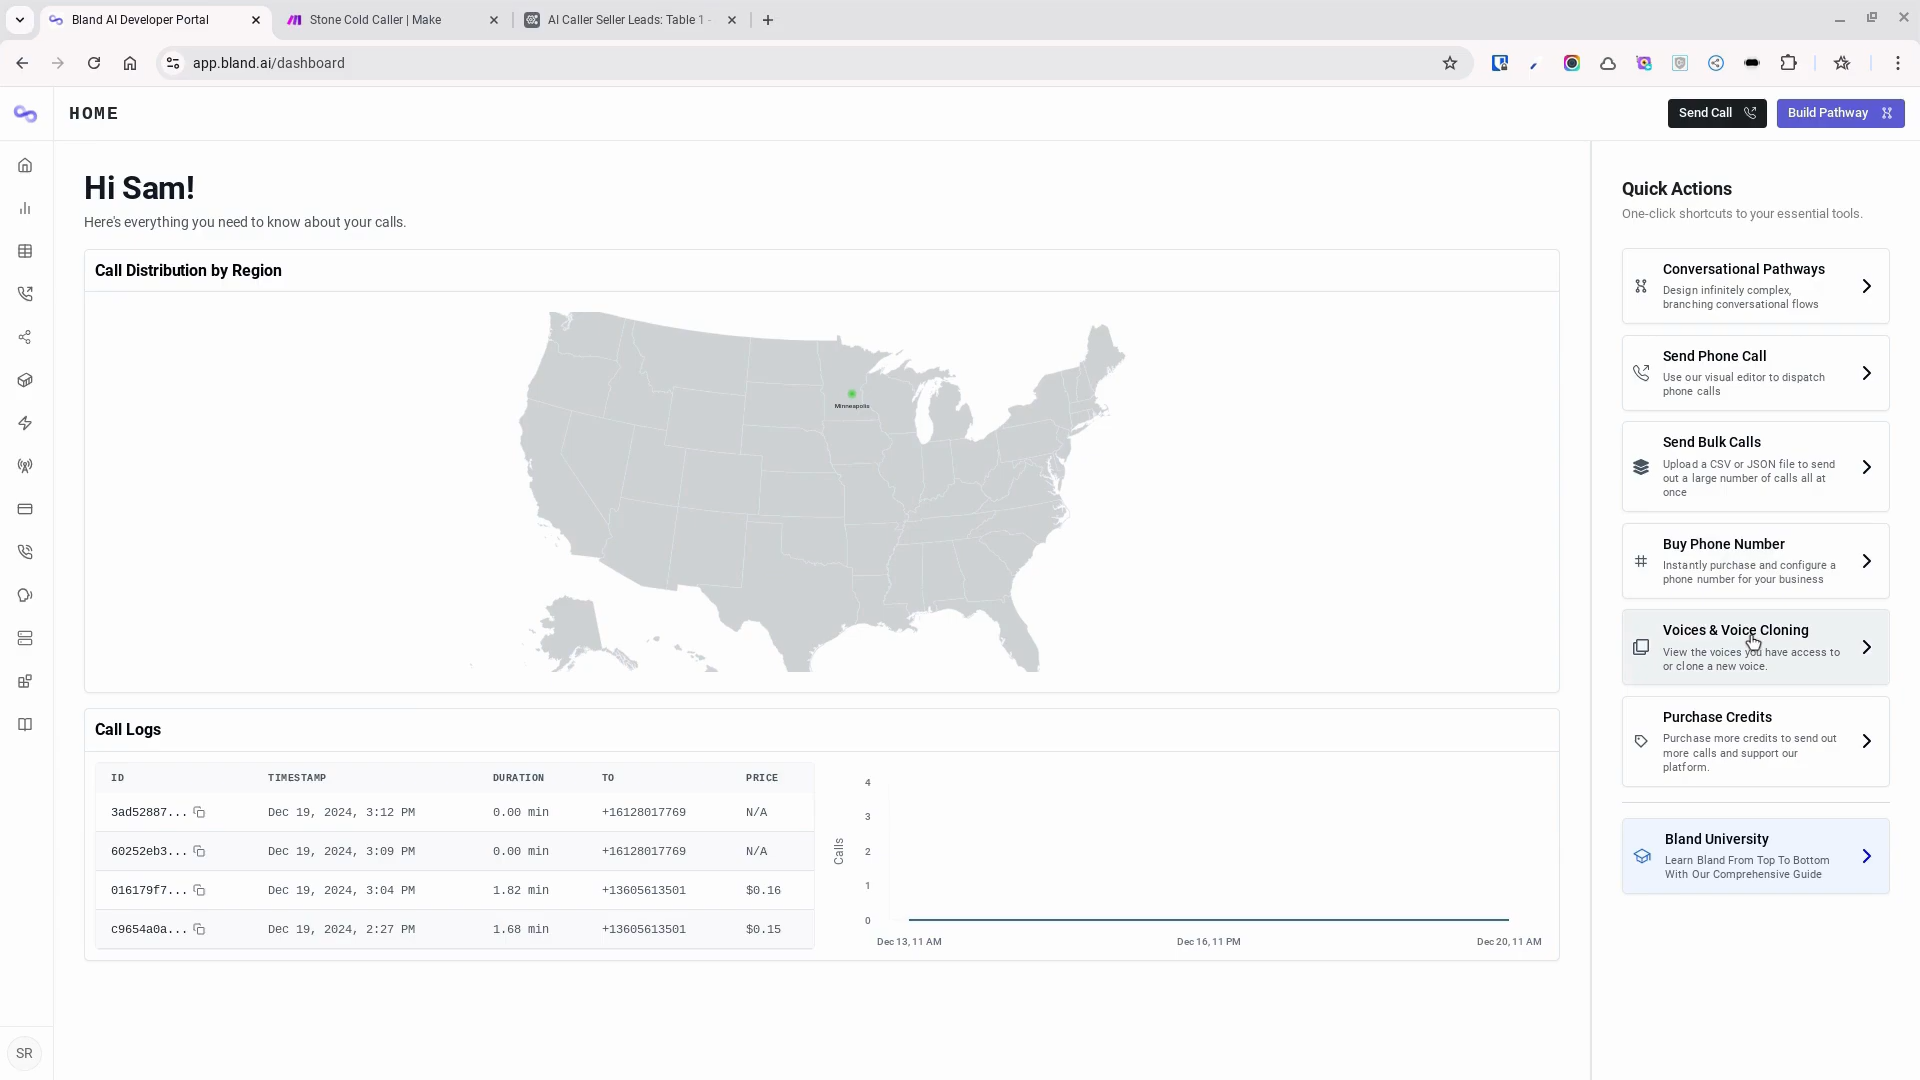 Bland AI Developer Portal
Stone Cold Caller | Make
AI Caller Seller Leads: Table 1 -
app.bland.ai/dashboard
HOME
Send Call
Build Pathway
Hi Sam!
Here's everything you need to know about your calls.
Call Distribution by Region
Minneapolis
Call Logs
ID TIMESTAMP DURATION TO PRICE
3ad52887... Dec 19, 2024, 3:12 PM 0.00 min +16128017769 N/A
60252eb3... Dec 19, 2024, 3:09 PM 0.00 min +16128017769 N/A
016179f7... Dec 19, 2024, 3:04 PM 1.82 min +13605613501 $0.16
c9654a0a... Dec 19, 2024, 2:27 PM 1.68 min +13605613501 $0.15
Calls
4
3
2
1
0
Dec 13, 11 AM
Dec 16, 11 PM
Dec 20, 11 AM
Quick Actions
One-click shortcuts to your essential tools.
Conversational Pathways
Design infinitely complex,
branching conversational flows
Send Phone Call
Use our visual editor to dispatch
phone calls
Send Bulk Calls
Upload a CSV or JSON file to send
out a large number of calls all at
once
Buy Phone Number
Instantly purchase and configure a
phone number for your business
Voices & Voice Cloning
View the voices you have access to
or clone a new voice.
Purchase Credits
Purchase more credits to send out
more calls and support our
platform.
Bland University
Learn Bland From Top To Bottom
With Our Comprehensive Guide
SR